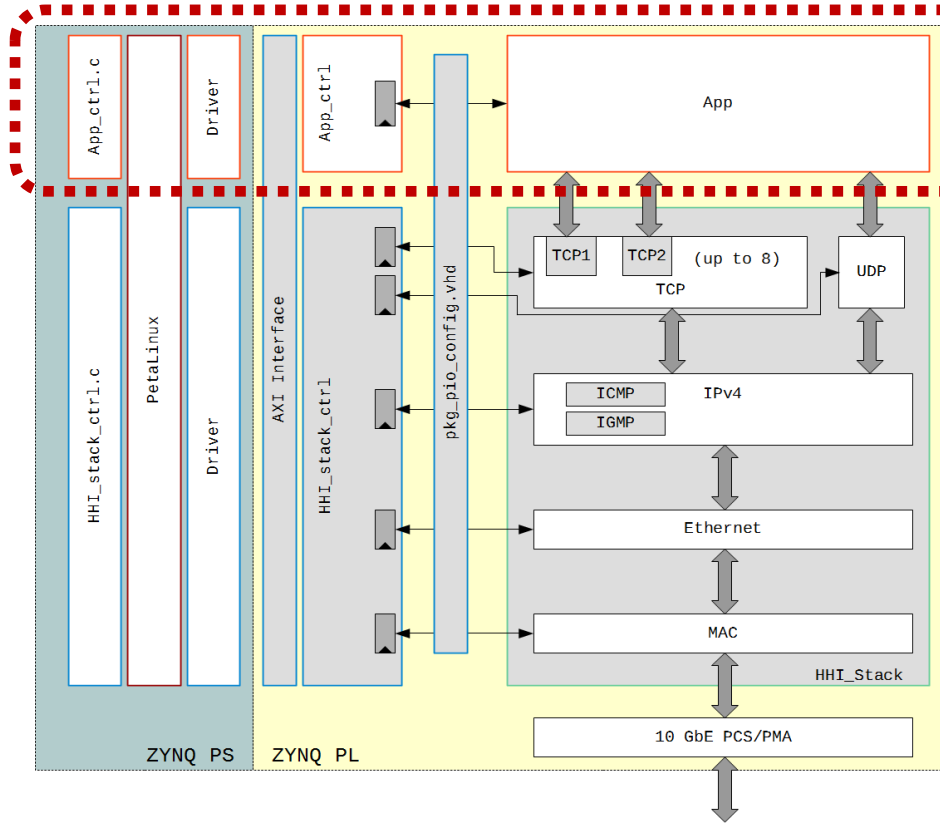 App_ctrl.c
Driver
App_ctrl
App
PetaLinux
HHI_stack_ctrl.c
Driver
AXI Interface
HHI_stack_ctrl
pkg_pio_config.vhd
TCP1
TCP2
(up to 8)
TCP
UDP
ICMP
IPv4
IGMP
Ethernet
MAC
HHI_Stack
10 GbE PCS/PMA
ZYNQ PS
ZYNQ PL